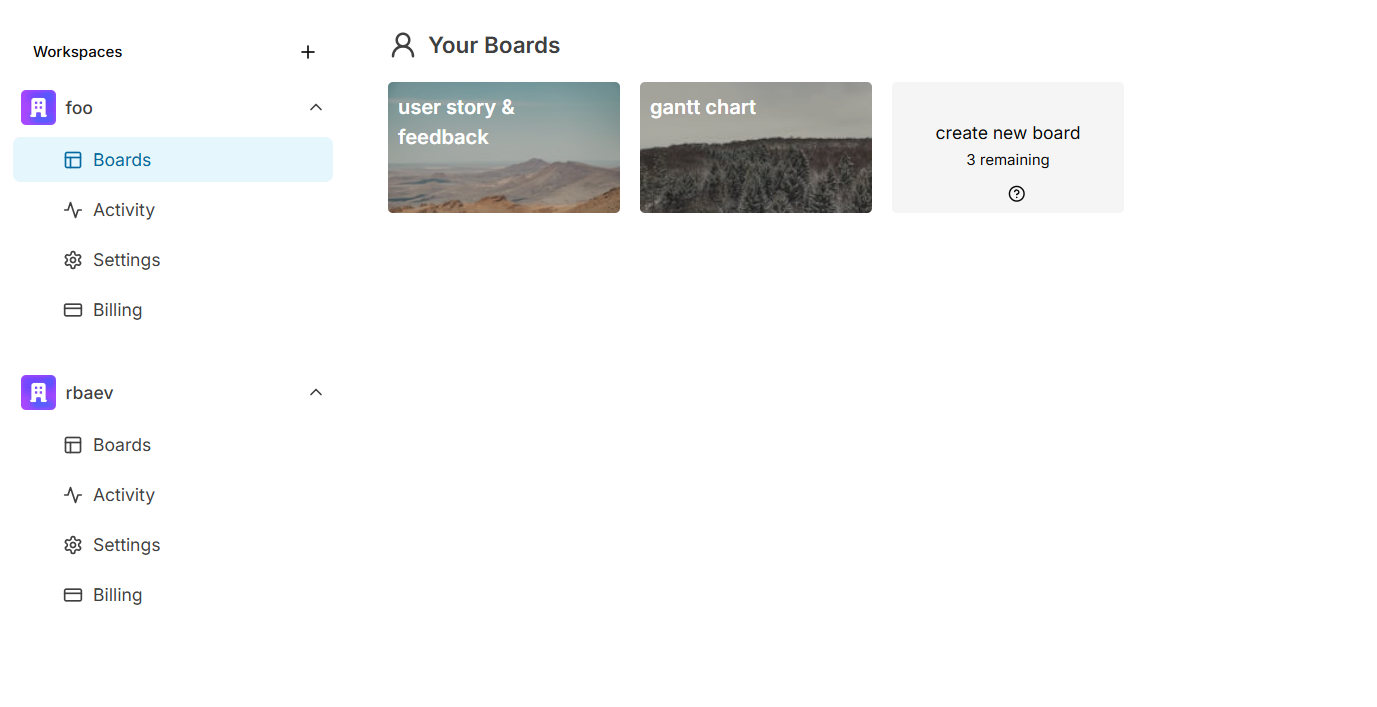 Workspaces
foo
Boards
Activity
Settings
Billing
rbaev
Boards
Activity
Settings
Billing
Your Boards
user story &
feedback
gantt chart
create new board
3 remaining